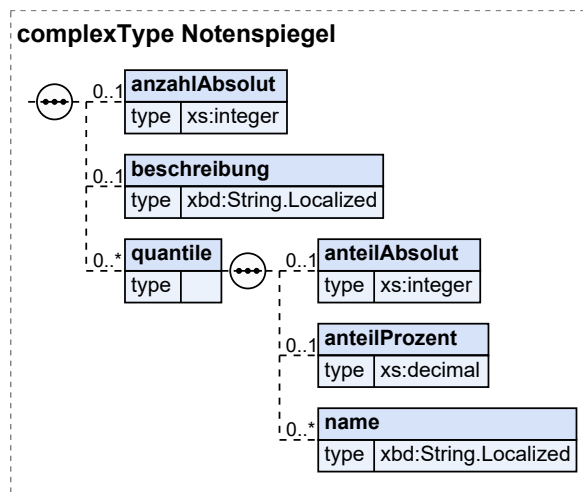 complexType Notenspiegel
0..1 anzahlAbsolut
type xs:integer
0..1 beschreibung
type xbd:String.Localized
0..* quantile
type
0..1 anteilAbsolut
type xs:integer
0..1 anteilProzent
type xs:decimal
0..* name
type xbd:String.Localized